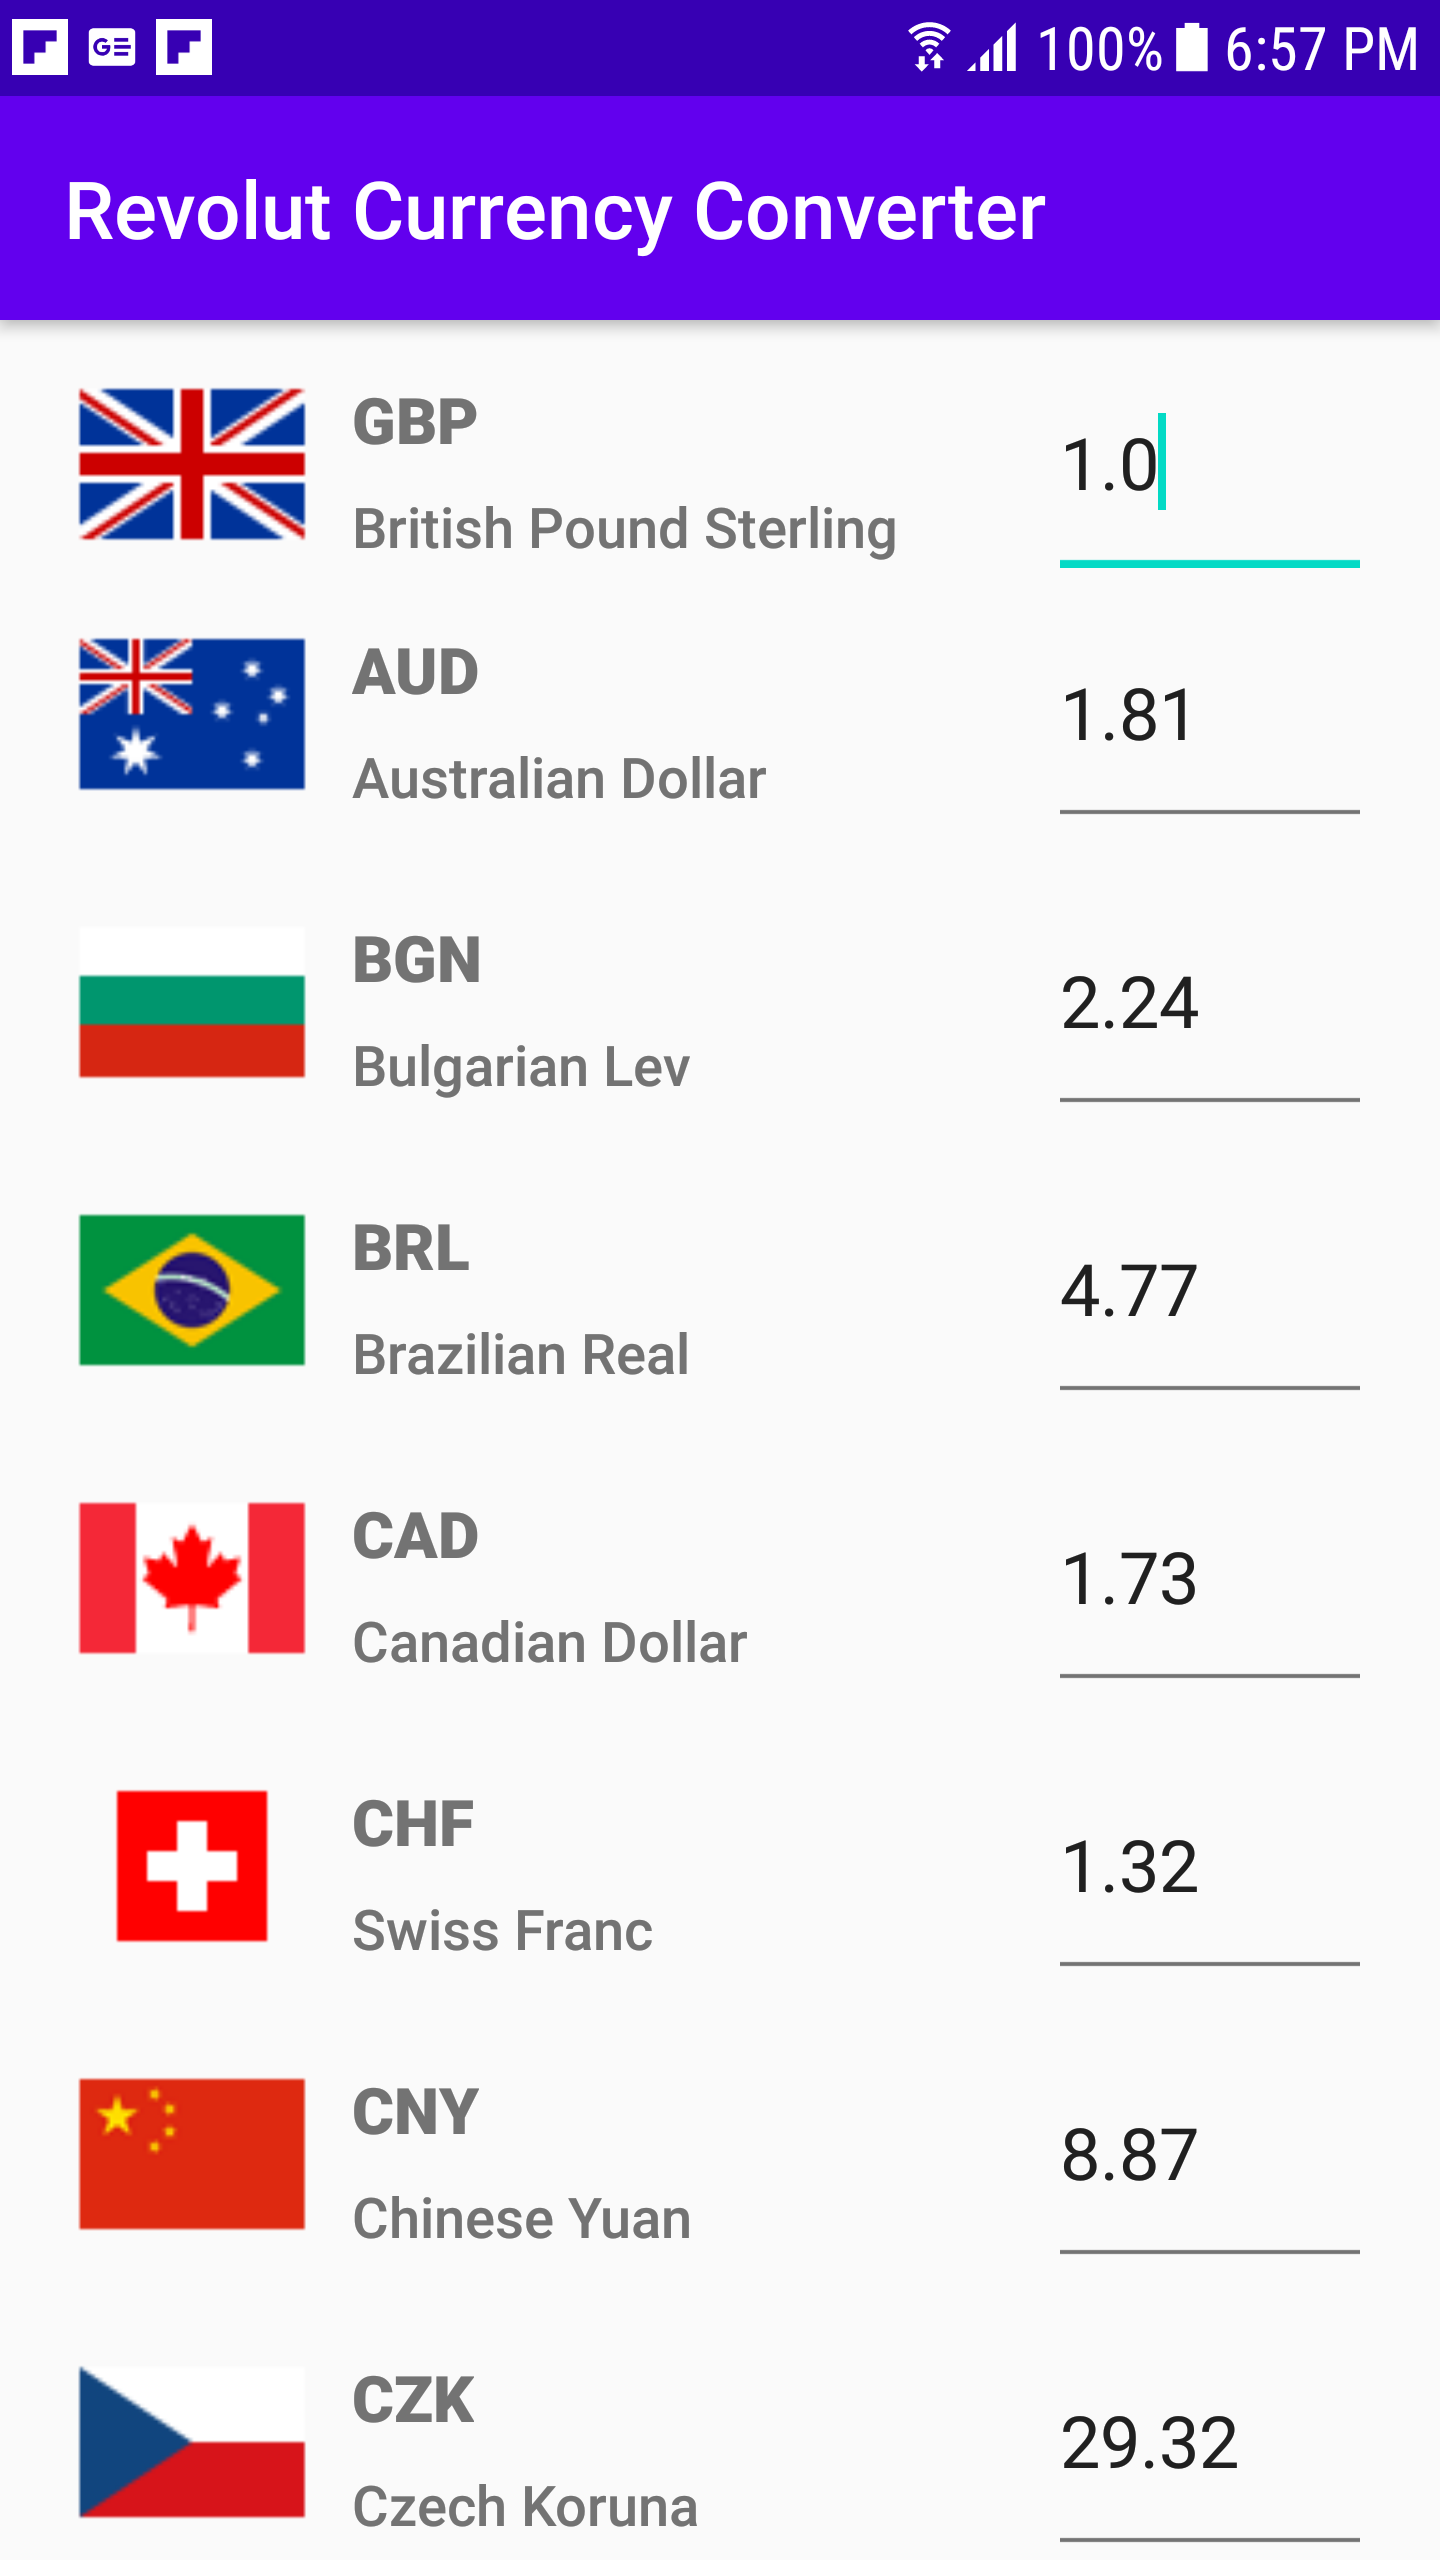 GE
100% 6:57 PM
Revolut Currency Converter
GBP
British Pound Sterling
1.0
AUD
Australian Dollar
1.81
BGN
Bulgarian Lev
2.24
BRL
Brazilian Real
4.77
CAD
Canadian Dollar
1.73
CHF
Swiss Franc
1.32
CNY
Chinese Yuan
8.87
CZK
Czech Koruna
29.32